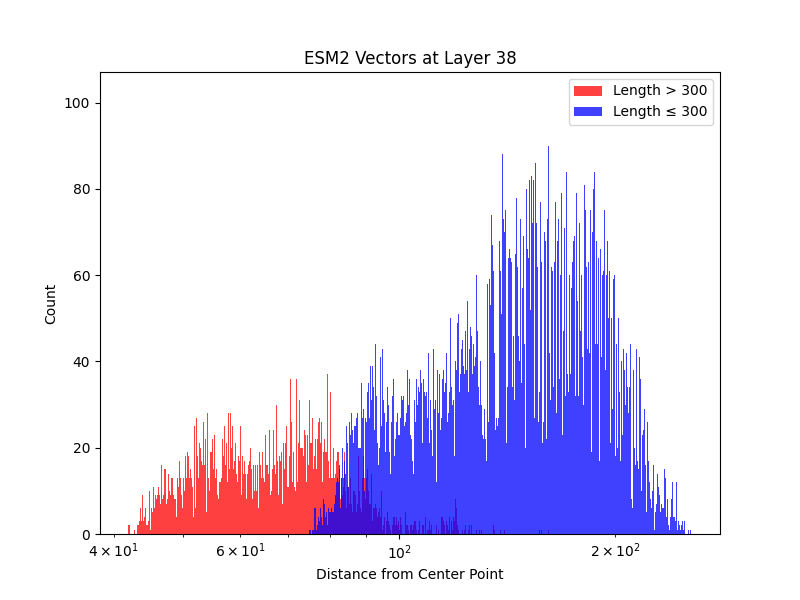 ESM2 Vectors at Layer 38
Length > 300
Length ≤ 300
Count
100
80
60
40
20
0
4 × 10¹
6 × 10¹
10²
2 × 10²
Distance from Center Point